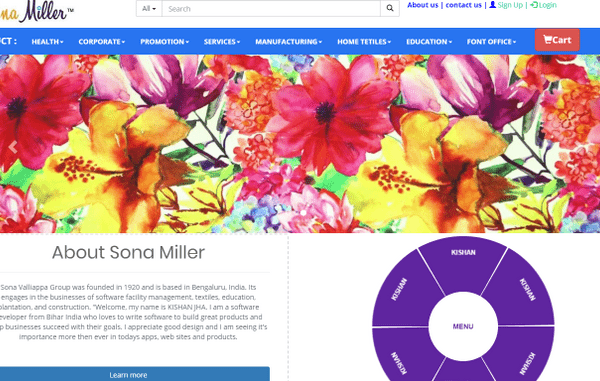 ona Miller™
All Search
About us | contact us | Sign Up | Login
UCT : HEALTH CORPORATE PROMOTION SERVICES MANUFACTURING HOME TETILES EDUCATION FONT OFFICE Cart
About Sona Miller
Sona Valliappa Group was founded in 1920 and is based in Bengaluru, India. Its
engages in the businesses of software facility management, textiles, education,
plantation, and construction. "Welcome, my name is KISHAN JHA. I am a software
developer from Bihar India who loves to write software to build great products and
p businesses succeed with their goals. I appreciate good design and I am seeing it's
importance more then ever in todays apps, web sites and products.
Learn more
KISHAN
KISHAN
KISHAN
MENU
KISHAN
KISHAN